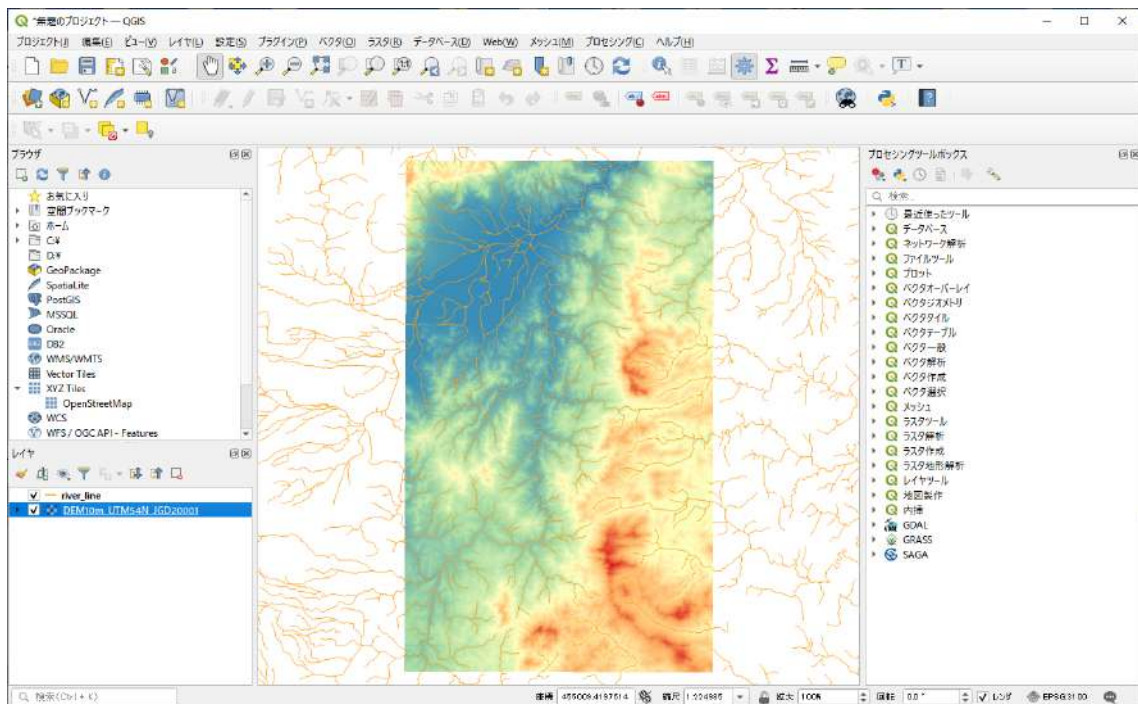 *無題のプロジェクト — QGIS
プロジェクト(J) 編集(E) ビュー(V) レイヤ(L) 設定(S) プラグイン(P) ベクタ(O) ラスタ(R) データベース(D) Web(W) メッシュ(M) プロセシング(C) ヘルプ(H)
ブラウザ
お気に入り
空間ブックマーク
ホーム
C:¥
D:¥
GeoPackage
SpatiaLite
PostGIS
MSSQL
Oracle
DB2
WMS/WMTS
Vector Tiles
XYZ Tiles
OpenStreetMap
WCS
WFS / OGC API - Features
レイヤ
river_line
DEM10m_UTM54N_JGD20001
プロセシングツールボックス
検索…
最近使ったツール
データベース
ネットワーク解析
ファイルツール
プロット
ベクタオーバーレイ
ベクタジオメトリ
ベクタタイル
ベクタテーブル
ベクタ一般
ベクタ解析
ベクタ作成
ベクタ選択
メッシュ
ラスタツール
ラスタ解析
ラスタ作成
ラスタ地形解析
レイヤツール
地図製作
内挿
GDAL
GRASS
SAGA
検索(Ctrl + K)
座標 455009,4197514 縮尺 1:224985 拡大 100% 回転 0.0 ° レンダ EPSG:3100